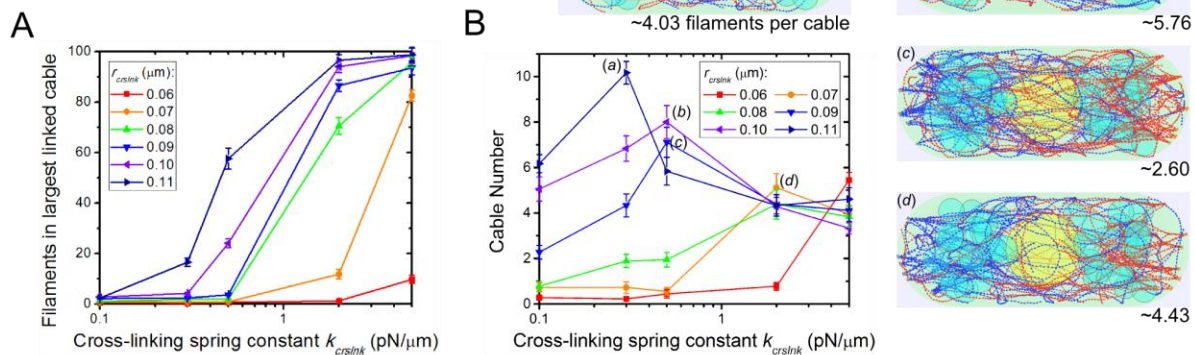 ~4.03 filaments per cable
~5.76
A
Filaments in largest linked cable
100
80
60
40
20
0
r_crslnk (μm):
0.06
0.07
0.08
0.09
0.10
0.11
0.1
1
Cross-linking spring constant k_crslnk (pN/μm)
B
Cable Number
10
8
6
4
2
0
(a)
(b)
(c)
(d)
r_crslnk (μm):
0.06 0.07
0.08 0.09
0.10 0.11
0.1
1
Cross-linking spring constant k_crslnk (pN/μm)
(c)
~2.60
(d)
~4.43